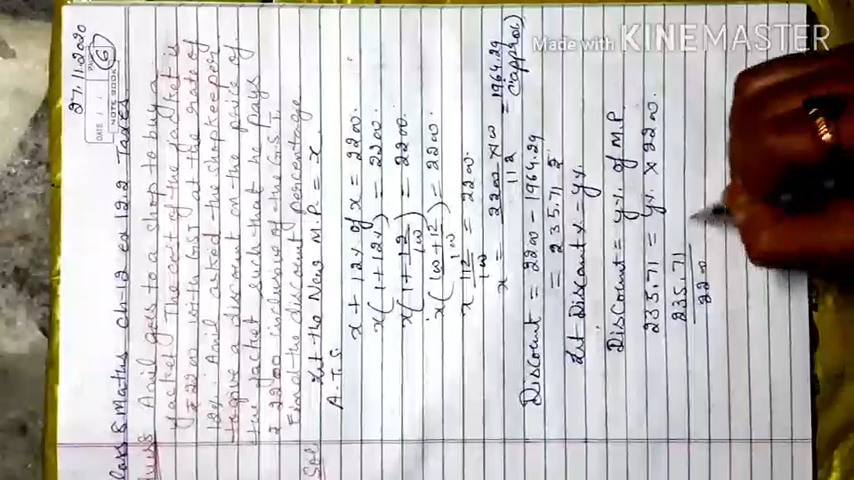 27.11.2020
DATE
NOTE BOOK
6
Class 8 Maths Ch-12 ex 12.2 Taxes
Anil goes to a shop to buy a
jacket. The cost of the jacket is
₹ 2200 with GST at the rate of
12%. Anil asked the shopkeeper
to give a discount on the price of
the jacket such that he pays
₹ 2200 inclusive of the G.S.T.
Find the discount percentage
Sol Let the New M.P = x
A.T.S.
x + 12% of x = 2200.
x(1+12%) = 2200.
x(1+12/100) = 2200.
x(100+12/100) = 2200.
x 112/100 = 2200.
x = 2200 × 100/112 = 1964.29 (approx)
Discount = 2200 - 1964.29
= 235.71 ₹
Let Discount % = y%.
Discount = y% of M.P.
235.71 = y% × 2200.
235.71/2200
Made with KINEMASTER